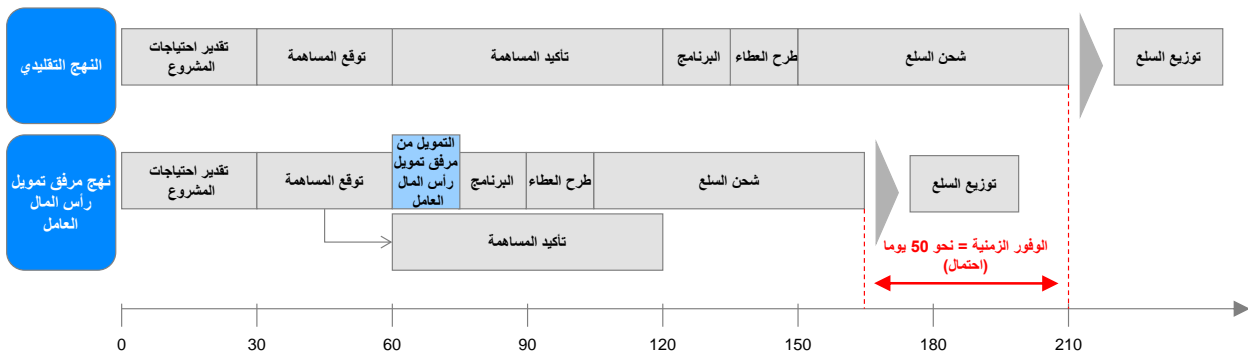 النهج التقليدي
تقدير احتياجات
المشروع
توقع المساهمة
تأكيد المساهمة
البرنامج
طرح العطاء
شحن السلع
توزيع السلع
نهج مرفق تمويل
رأس المال
العامل
تقدير احتياجات
المشروع
توقع المساهمة
التمويل من
مرفق تمويل
رأس المال
العامل
البرنامج
طرح العطاء
شحن السلع
توزيع السلع
تأكيد المساهمة
الوفور الزمنية = نحو 50 يوما
(احتمال)
0 30 60 90 120 150 180 210